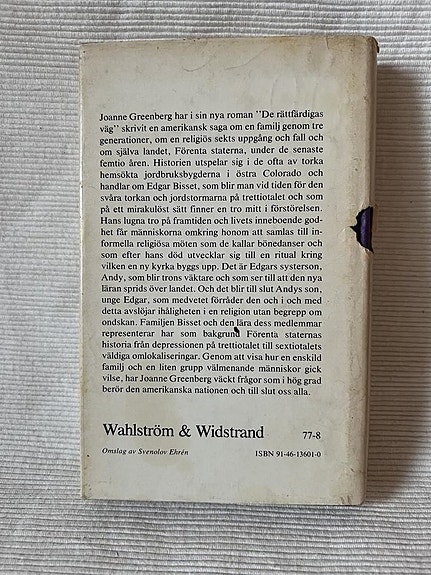 Joanne Greenberg har i sin nya roman "De rättfärdigas
väg" skrivit en amerikansk saga om en familj genom tre
generationer, om en religiös sekts uppgång och fall och
om själva landet, Förenta staterna, under de senaste
femtio åren. Historien utspelar sig i de ofta av torka
hemsökta jordbruksbygderna i östra Colorado och
handlar om Edgar Bisset, som blir man vid tiden för den
svåra torkan och jordstormarna på trettiotalet och som
på ett mirakulöst sätt finner en tro mitt i förstörelsen.
Hans lugna tro på framtiden och livets inneboende god-
het får människorna omkring honom att samlas till in-
formella religiösa möten som de kallar bönedanser och
som efter hans död utvecklar sig till en ritual kring
vilken en ny kyrka byggs upp. Det är Edgars systerson,
Andy, som blir trons väktare och som ser till att den nya
läran sprids över landet. Och det blir till slut Andys son,
unge Edgar, som medvetet förråder den och i och med
detta avslöjar ihåligheten i en religion utan begrepp om
ondskan. Familjen Bisset och den lära dess medlemmar
representerar har som bakgrund Förenta staternas
historia från depressionen på trettiotalet till sextiotalets
väldiga omlokaliseringar. Genom att visa hur en enskild
familj och en liten grupp välmenande människor gick
vilse, har Joanne Greenberg väckt frågor som i hög grad
berör den amerikanska nationen och till slut oss alla.
Wahlström & Widstrand 77-8
Omslag av Svenolov Ehrén ISBN 91-46-13601-0